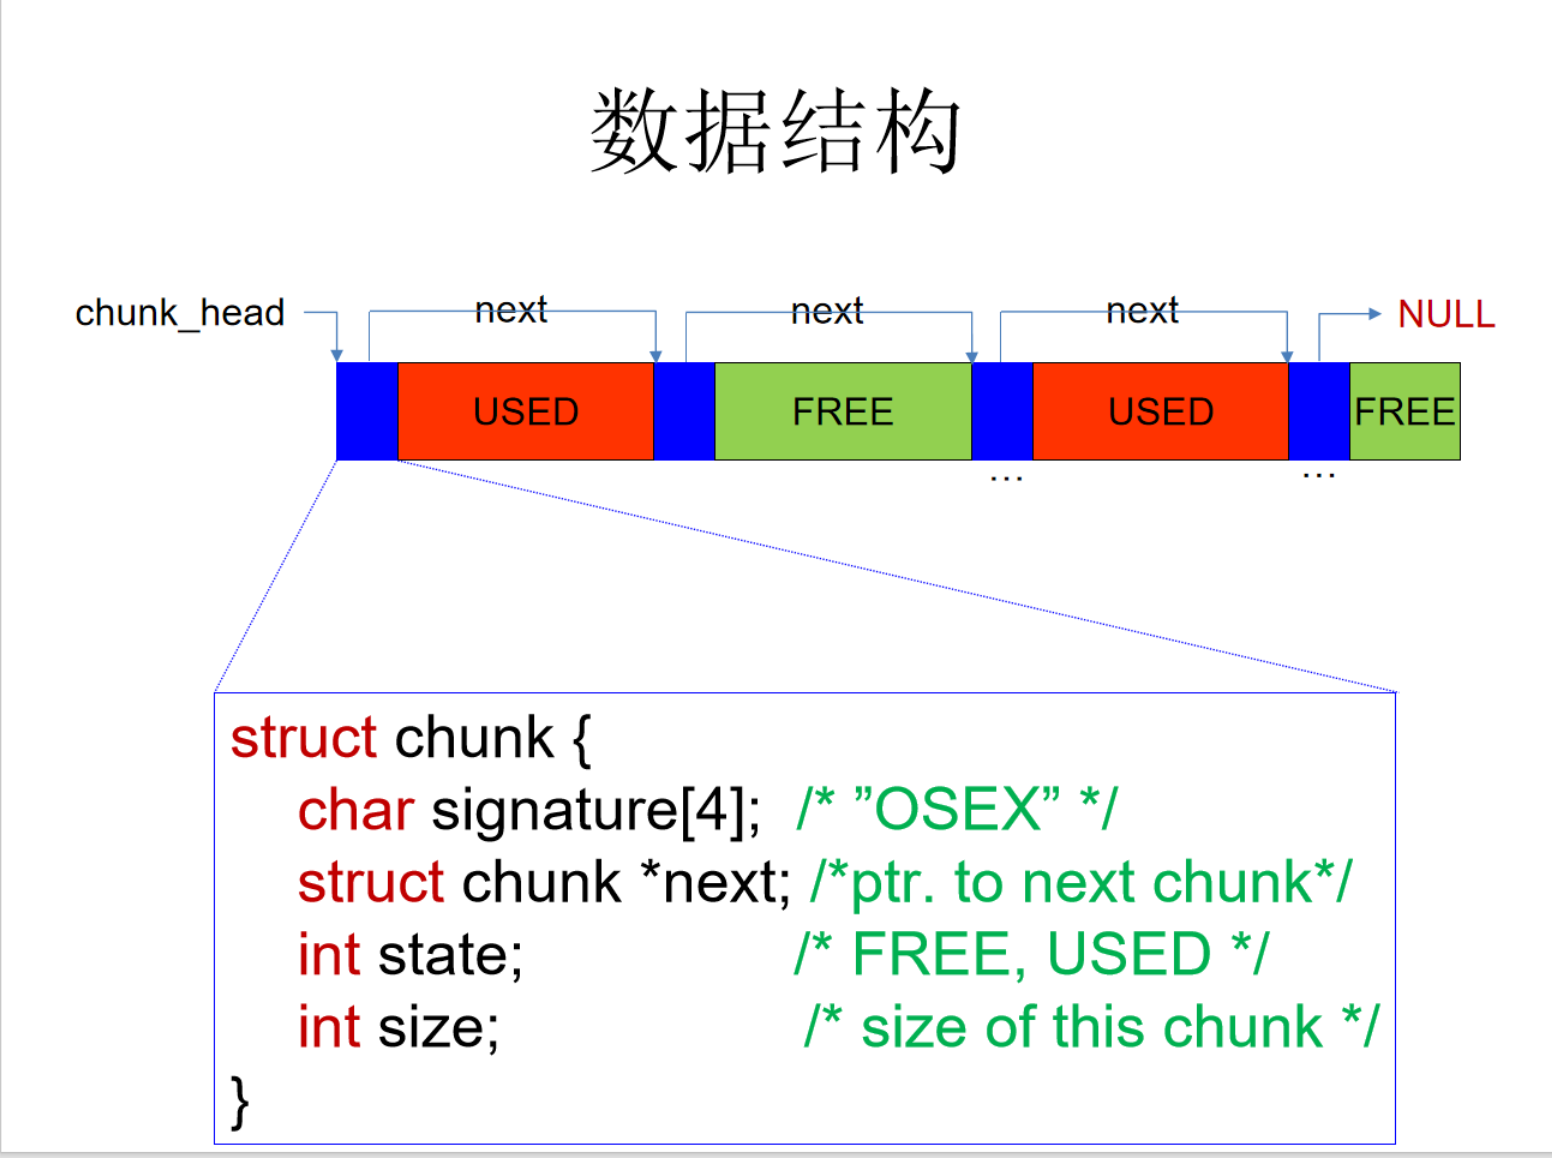 数据结构
chunk_head next next next NULL
USED FREE USED FREE
... ...
struct chunk {
char signature[4]; /* ”OSEX” */
struct chunk *next; /*ptr. to next chunk*/
int state; /* FREE, USED */
int size; /* size of this chunk */
}